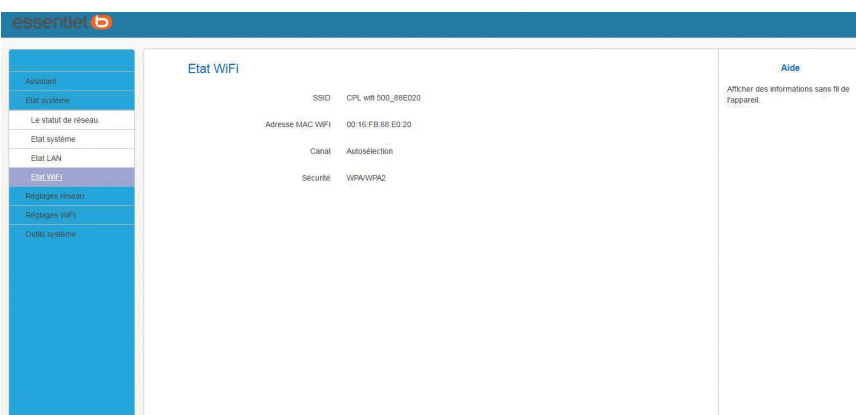 essentiel b
Assistant
Etat système
Le statut de réseau
Etat système
Etat LAN
Etat WiFi
Réglages réseau
Réglages WiFi
Outils système
Etat WiFi
SSID CPL wifi 500_88E020
Adresse MAC WiFi 00:16:FB:88:E0:20
Canal Autosélection
Sécurité WPA/WPA2
Aide
Afficher des informations sans fil de
l'appareil.